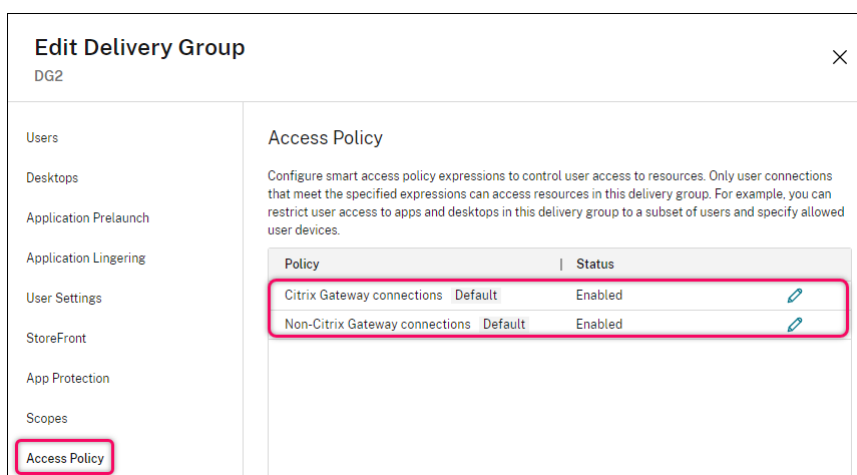 Edit Delivery Group
DG2
Users
Desktops
Application Prelaunch
Application Lingering
User Settings
StoreFront
App Protection
Scopes
Access Policy
Access Policy
Configure smart access policy expressions to control user access to resources. Only user connections
that meet the specified expressions can access resources in this delivery group. For example, you can
restrict user access to apps and desktops in this delivery group to a subset of users and specify allowed
user devices.
Policy | Status
Citrix Gateway connections Default Enabled
Non-Citrix Gateway connections Default Enabled